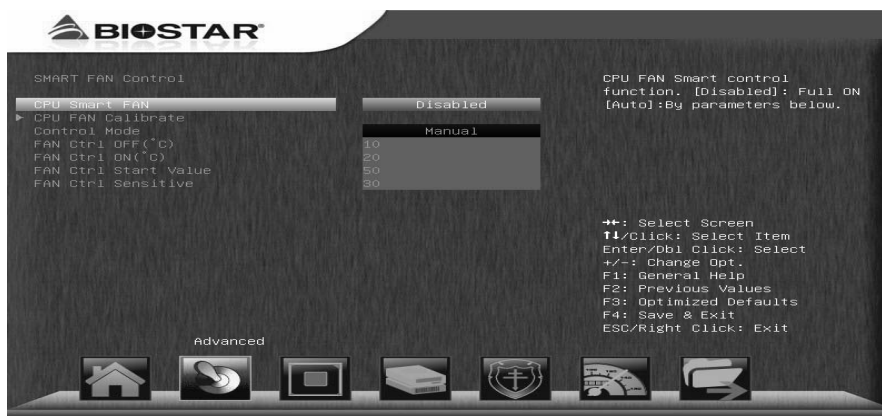 BIOSTAR®
SMART FAN Control
CPU Smart FAN Disabled
► CPU FAN Calibrate
Control Mode Manual
FAN Ctrl OFF(°C) 10
FAN Ctrl ON(°C) 20
FAN Ctrl Start Value 50
FAN Ctrl Sensitive 30
CPU FAN Smart control
function. [Disabled]: Full ON
[Auto]:By parameters below.
→←: Select Screen
↑↓/Click: Select Item
Enter/Dbl Click: Select
+/-: Change Opt.
F1: General Help
F2: Previous Values
F3: Optimized Defaults
F4: Save & Exit
ESC/Right Click: Exit
Advanced